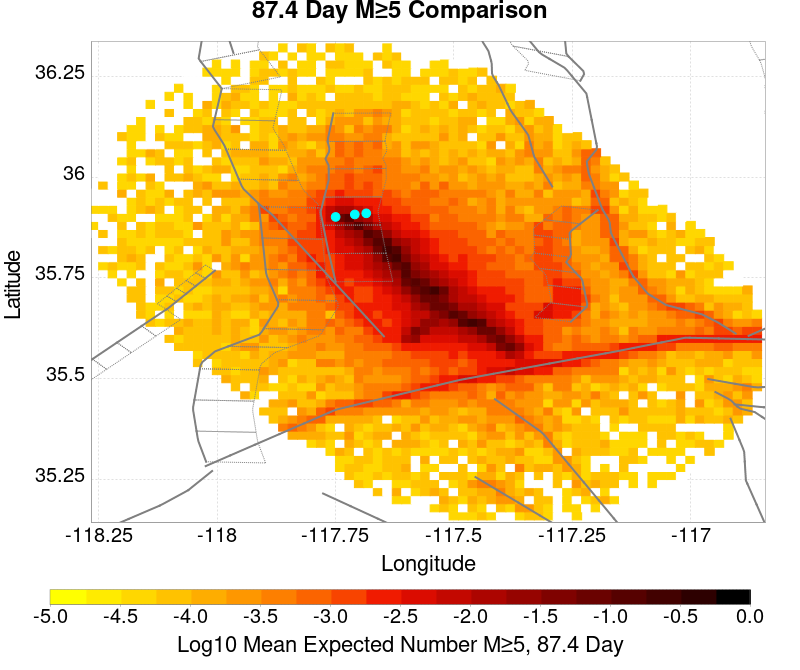 87.4 Day M≥5 Comparison
36.25
36
35.75
35.5
35.25
Latitude
-118.25 -118 -117.75 -117.5 -117.25 -117
Longitude
-5.0 -4.5 -4.0 -3.5 -3.0 -2.5 -2.0 -1.5 -1.0 -0.5 0.0
Log10 Mean Expected Number M≥5, 87.4 Day